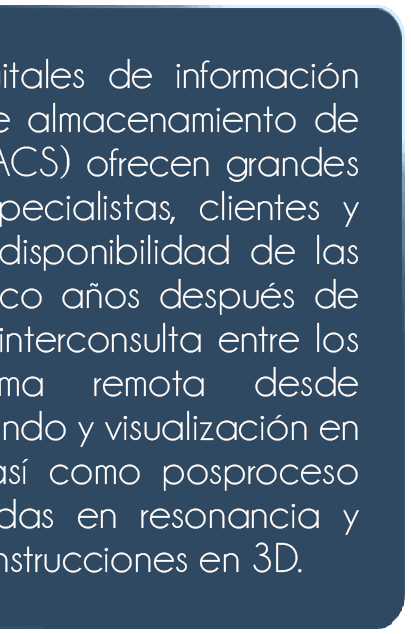 gitales de información
e almacenamiento de
ACS) ofrecen grandes
pecialistas, clientes y
disponibilidad de las
co años después de
interconsulta entre los
ma remota desde
ndo y visualización en
así como posproceso
das en resonancia y
nstrucciones en 3D.